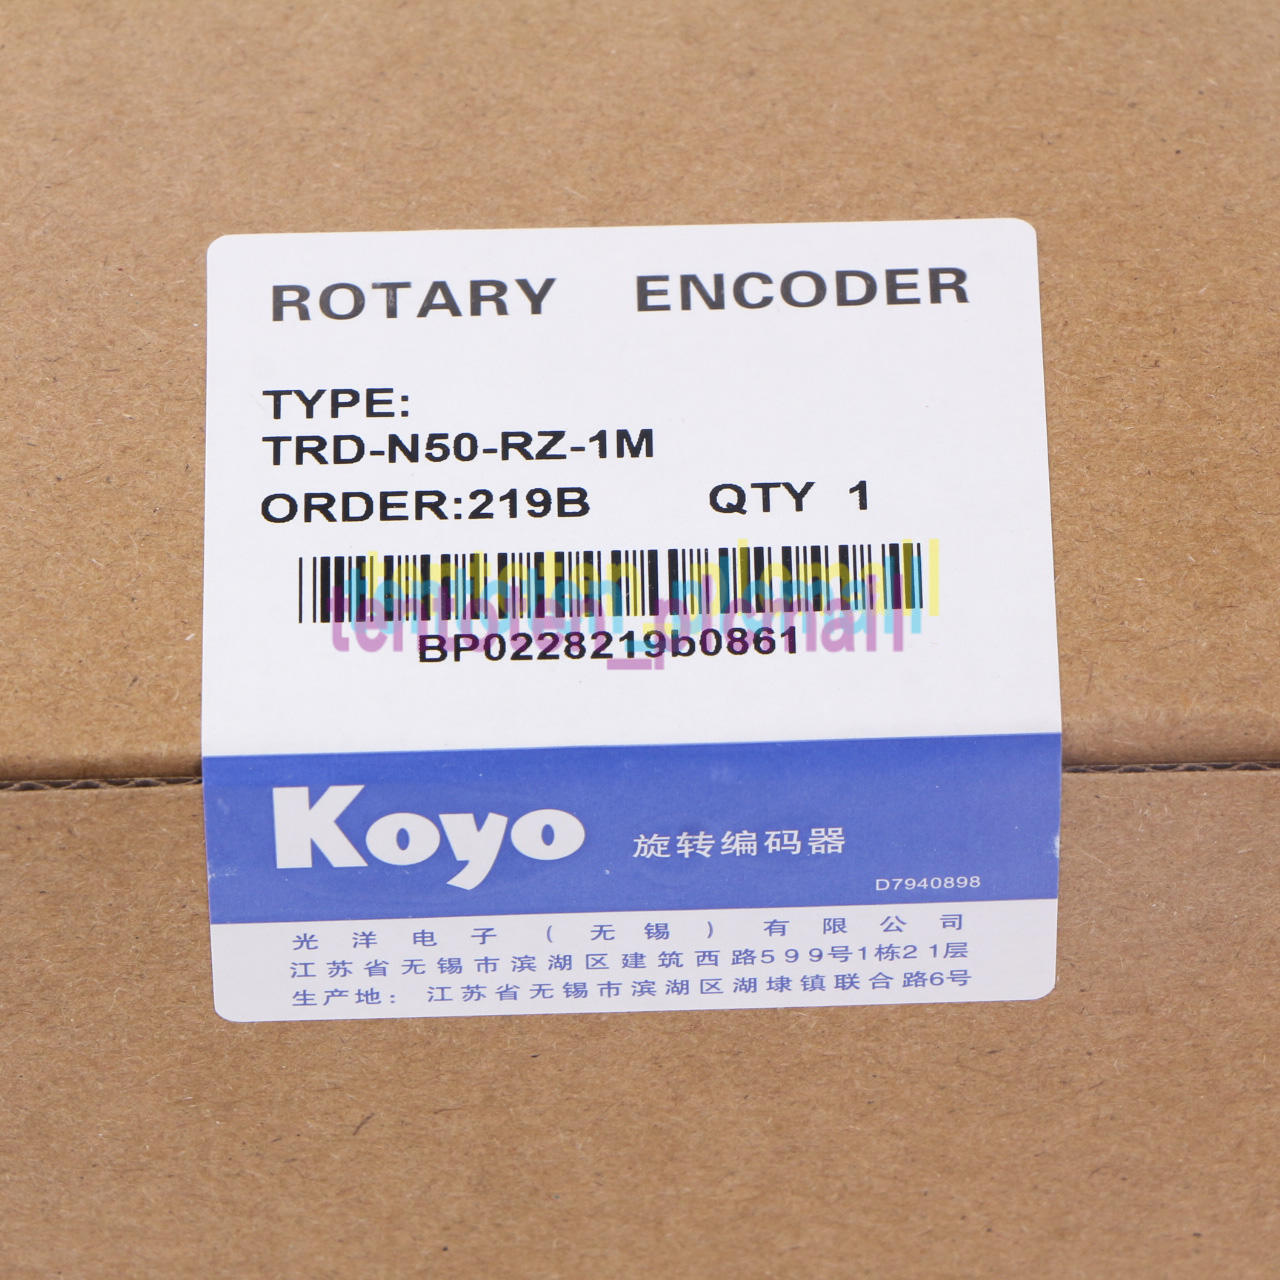 ROTARY ENCODER
TYPE:
TRD-N50-RZ-1M
ORDER:219B QTY 1
tentoten_plcmall
BP0228219b0861
Koyo 旋转编码器
D7940898
光洋电子(无锡)有限公司
江苏省无锡市滨湖区建筑西路599号1栋21层
生产地: 江苏省无锡市滨湖区湖埭镇联合路6号